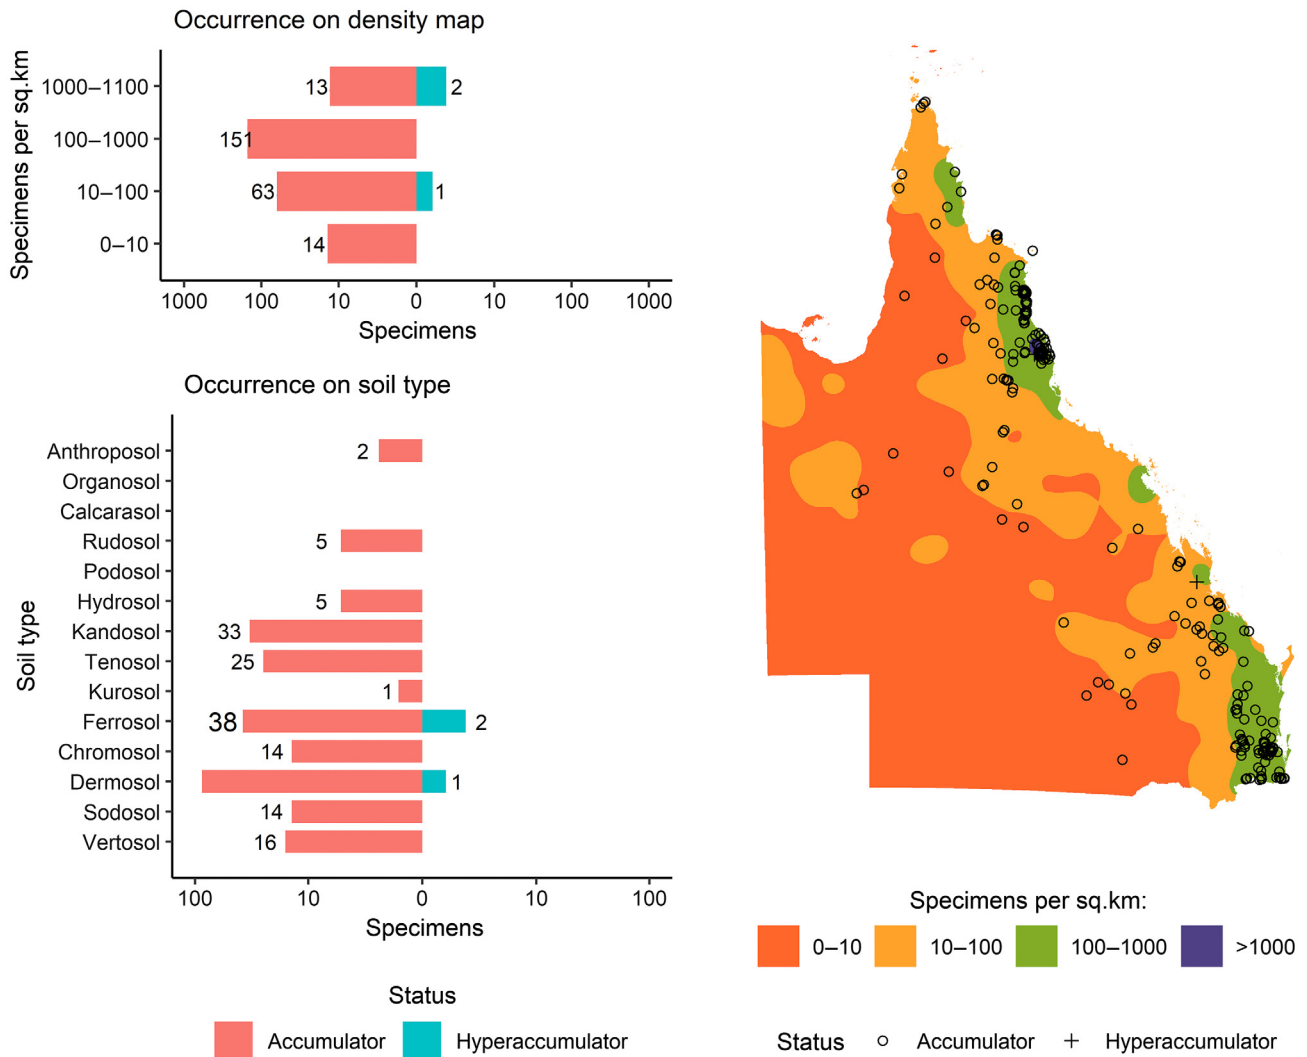 Occurrence on density map
Specimens per sq.km
1000–1100
13
2
100–1000
151
10–100
63
1
0–10
14
1000 100 10 0 10 100 1000
Specimens
Occurrence on soil type
Soil type
Anthroposol
2
Organosol
Calcarasol
Rudosol
5
Podosol
Hydrosol
5
Kandosol
33
Tenosol
25
Kurosol
1
Ferrosol
38
2
Chromosol
14
Dermosol
1
Sodosol
14
Vertosol
16
100 10 0 10 100
Specimens
Status
Accumulator Hyperaccumulator
Specimens per sq.km:
0–10 10–100 100–1000 >1000
Status Accumulator Hyperaccumulator